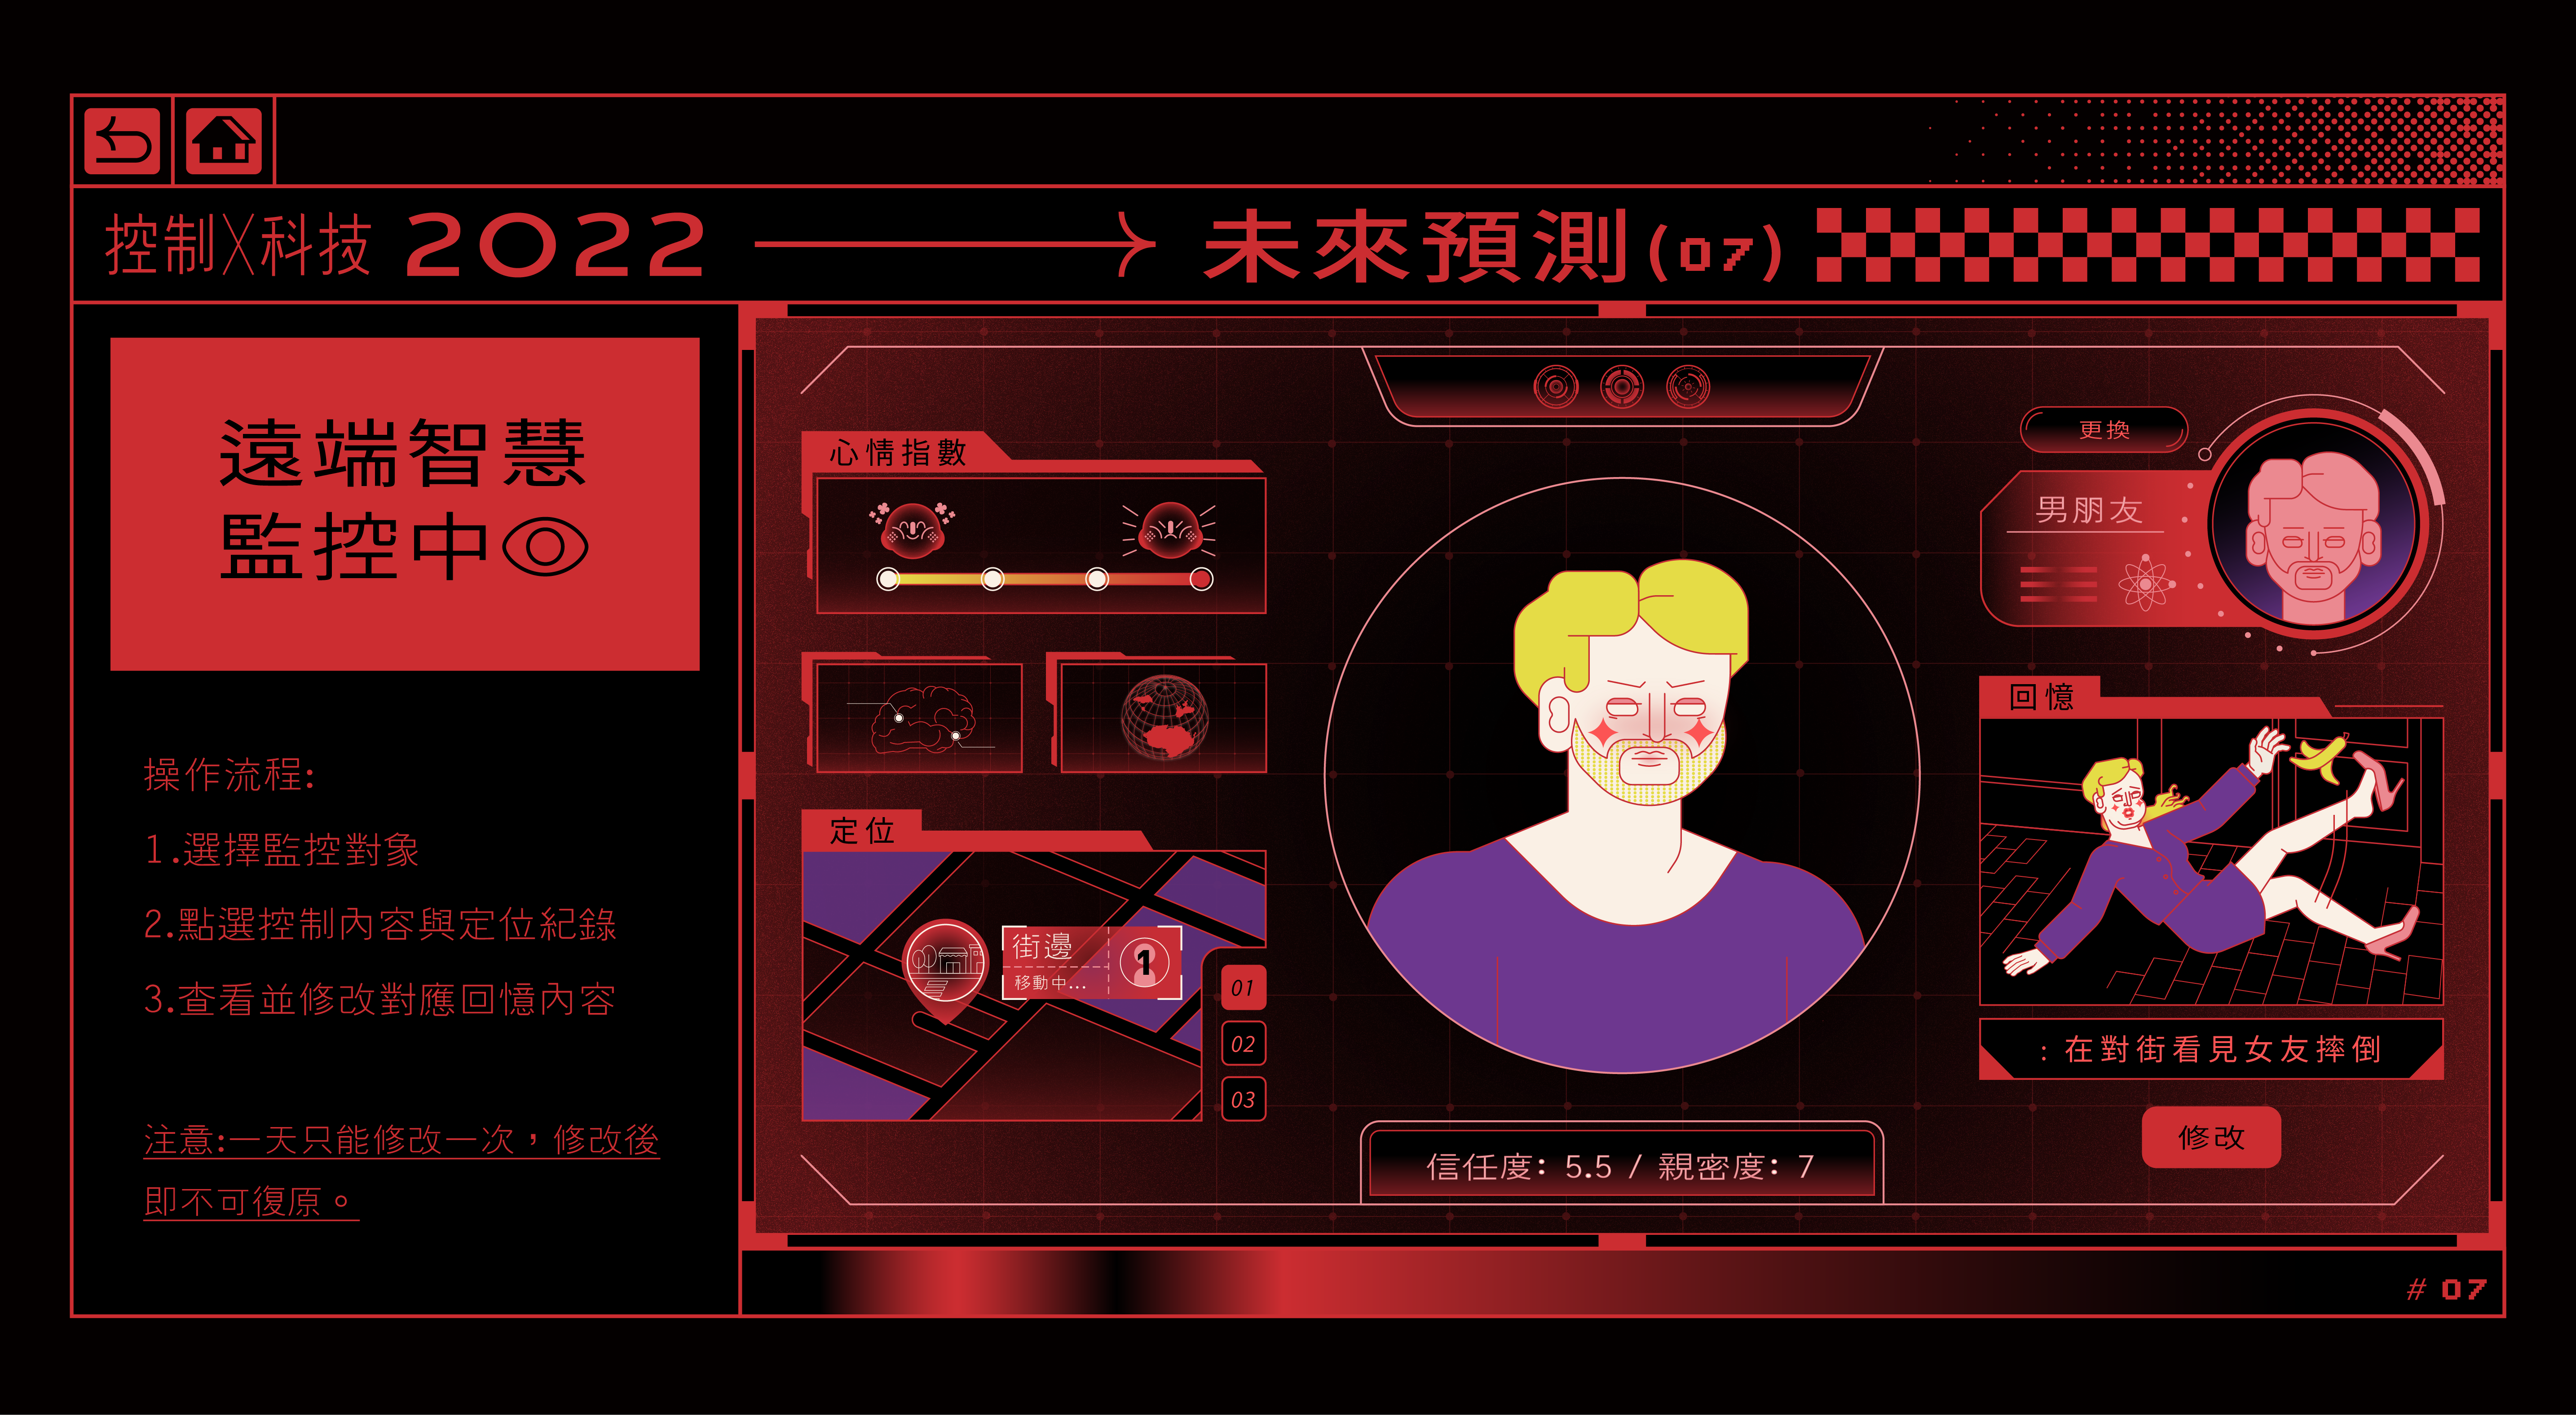 控制╳科技 2022
未來預測(07)
遠端智慧
監控中
操作流程:
1.選擇監控對象
2.點選控制內容與定位紀錄
3.查看並修改對應回憶內容
注意:一天只能修改一次，修改後
即不可復原。
心情指數
定位
街邊
移動中...
1
01
02
03
信任度: 5.5 / 親密度: 7
更換
男朋友
回憶
: 在對街看見女友摔倒
修改
# 07